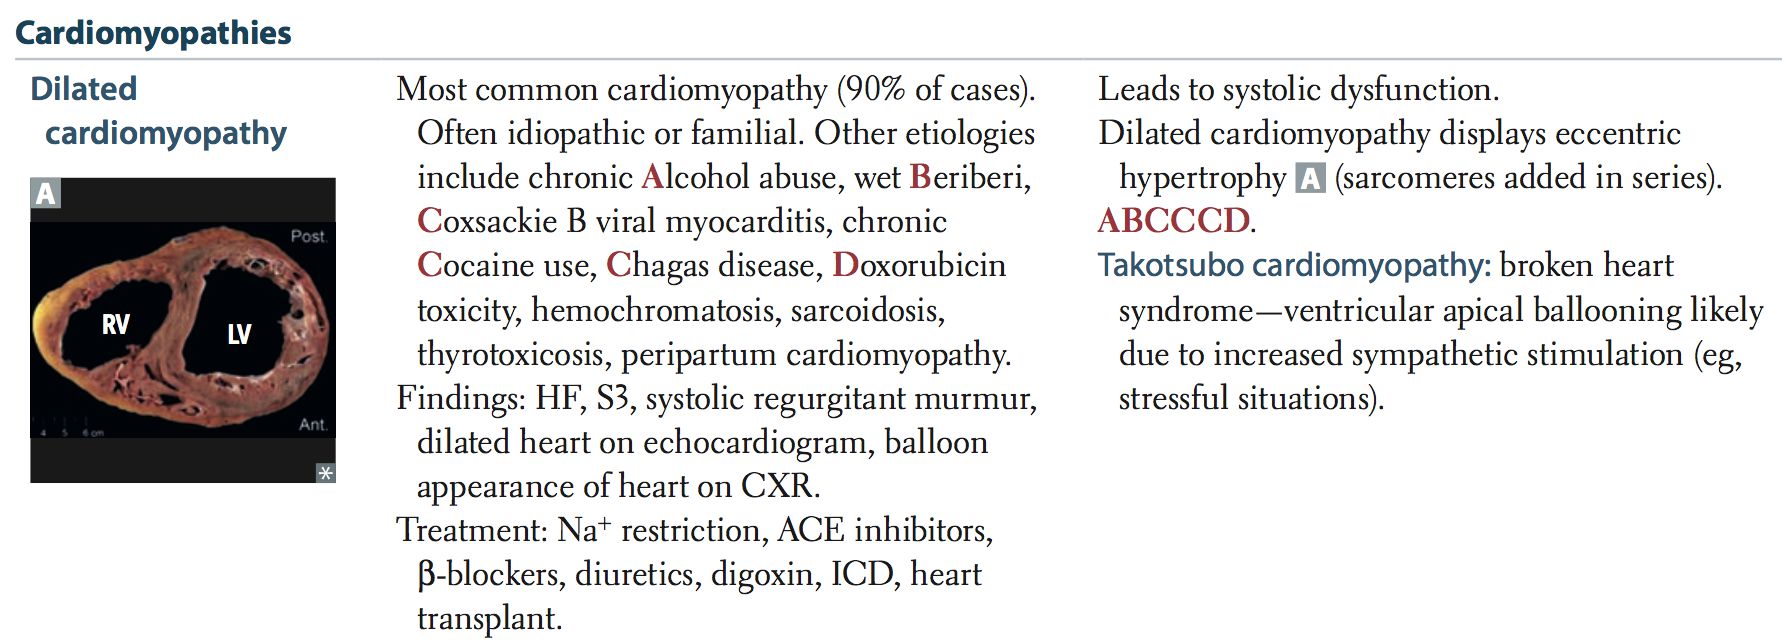 Cardiomyopathies
Dilated
cardiomyopathy
A
Post.
RV
LV
Ant.
4 5 6 cm
*
Most common cardiomyopathy (90% of cases).
Often idiopathic or familial. Other etiologies
include chronic Alcohol abuse, wet Beriberi,
Coxsackie B viral myocarditis, chronic
Cocaine use, Chagas disease, Doxorubicin
toxicity, hemochromatosis, sarcoidosis,
thyrotoxicosis, peripartum cardiomyopathy.
Findings: HF, S3, systolic regurgitant murmur,
dilated heart on echocardiogram, balloon
appearance of heart on CXR.
Treatment: Na⁺ restriction, ACE inhibitors,
β-blockers, diuretics, digoxin, ICD, heart
transplant.
Leads to systolic dysfunction.
Dilated cardiomyopathy displays eccentric
hypertrophy A (sarcomeres added in series).
ABCCCD.
Takotsubo cardiomyopathy: broken heart
syndrome—ventricular apical ballooning likely
due to increased sympathetic stimulation (eg,
stressful situations).